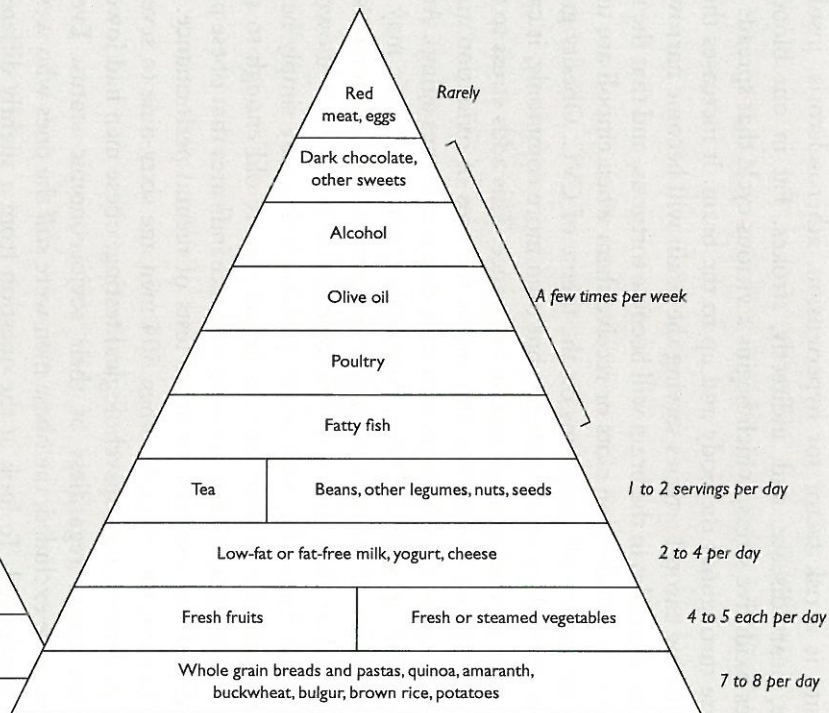 Red
meat, eggs
Rarely
Dark chocolate,
other sweets
Alcohol
Olive oil
A few times per week
Poultry
Fatty fish
Tea
Beans, other legumes, nuts, seeds
1 to 2 servings per day
Low-fat or fat-free milk, yogurt, cheese
2 to 4 per day
Fresh fruits
Fresh or steamed vegetables
4 to 5 each per day
Whole grain breads and pastas, quinoa, amaranth,
buckwheat, bulgur, brown rice, potatoes
7 to 8 per day